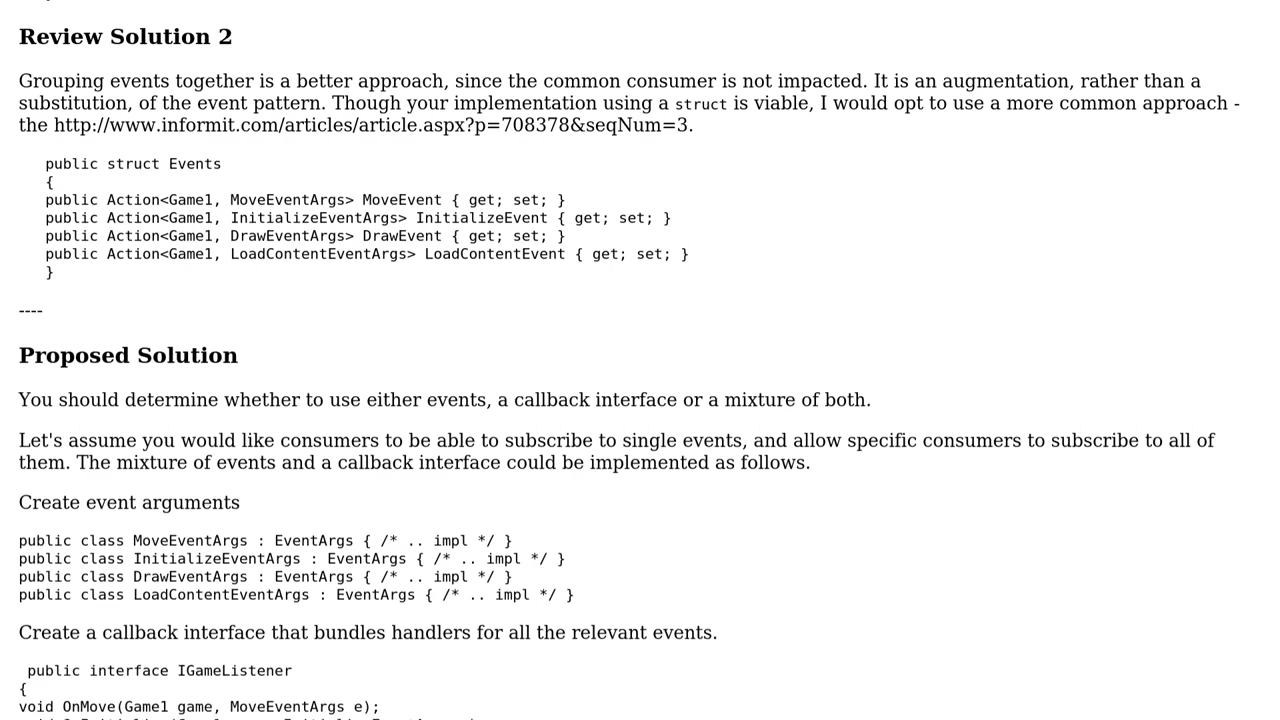 Review Solution 2
Grouping events together is a better approach, since the common consumer is not impacted. It is an augmentation, rather than a
substitution, of the event pattern. Though your implementation using a struct is viable, I would opt to use a more common approach -
the http://www.informit.com/articles/article.aspx?p=708378&seqNum=3.
public struct Events
{
public Action<Game1, MoveEventArgs> MoveEvent { get; set; }
public Action<Game1, InitializeEventArgs> InitializeEvent { get; set; }
public Action<Game1, DrawEventArgs> DrawEvent { get; set; }
public Action<Game1, LoadContentEventArgs> LoadContentEvent { get; set; }
}
----
Proposed Solution
You should determine whether to use either events, a callback interface or a mixture of both.
Let's assume you would like consumers to be able to subscribe to single events, and allow specific consumers to subscribe to all of
them. The mixture of events and a callback interface could be implemented as follows.
Create event arguments
public class MoveEventArgs : EventArgs { /* .. impl */ }
public class InitializeEventArgs : EventArgs { /* .. impl */ }
public class DrawEventArgs : EventArgs { /* .. impl */ }
public class LoadContentEventArgs : EventArgs { /* .. impl */ }
Create a callback interface that bundles handlers for all the relevant events.
public interface IGameListener
{
void OnMove(Game1 game, MoveEventArgs e);